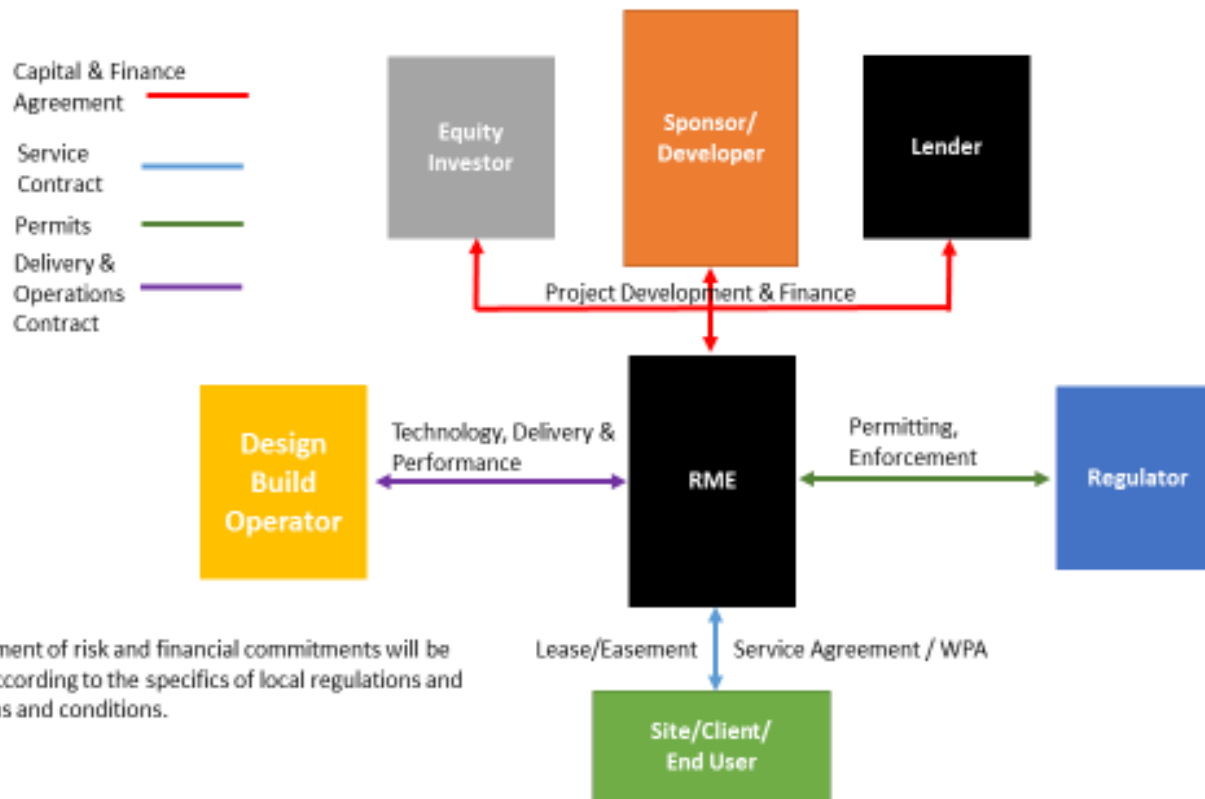 Capital & Finance
Agreement
Service
Contract
Permits
Delivery &
Operations
Contract
Equity
Investor
Sponsor/
Developer
Lender
Project Development & Finance
Design
Build
Operator
Technology, Delivery &
Performance
RME
Permitting,
Enforcement
Regulator
ment of risk and financial commitments will be
according to the specifics of local regulations and
and conditions.
Lease/Easement
Service Agreement / WPA
Site/Client/
End User